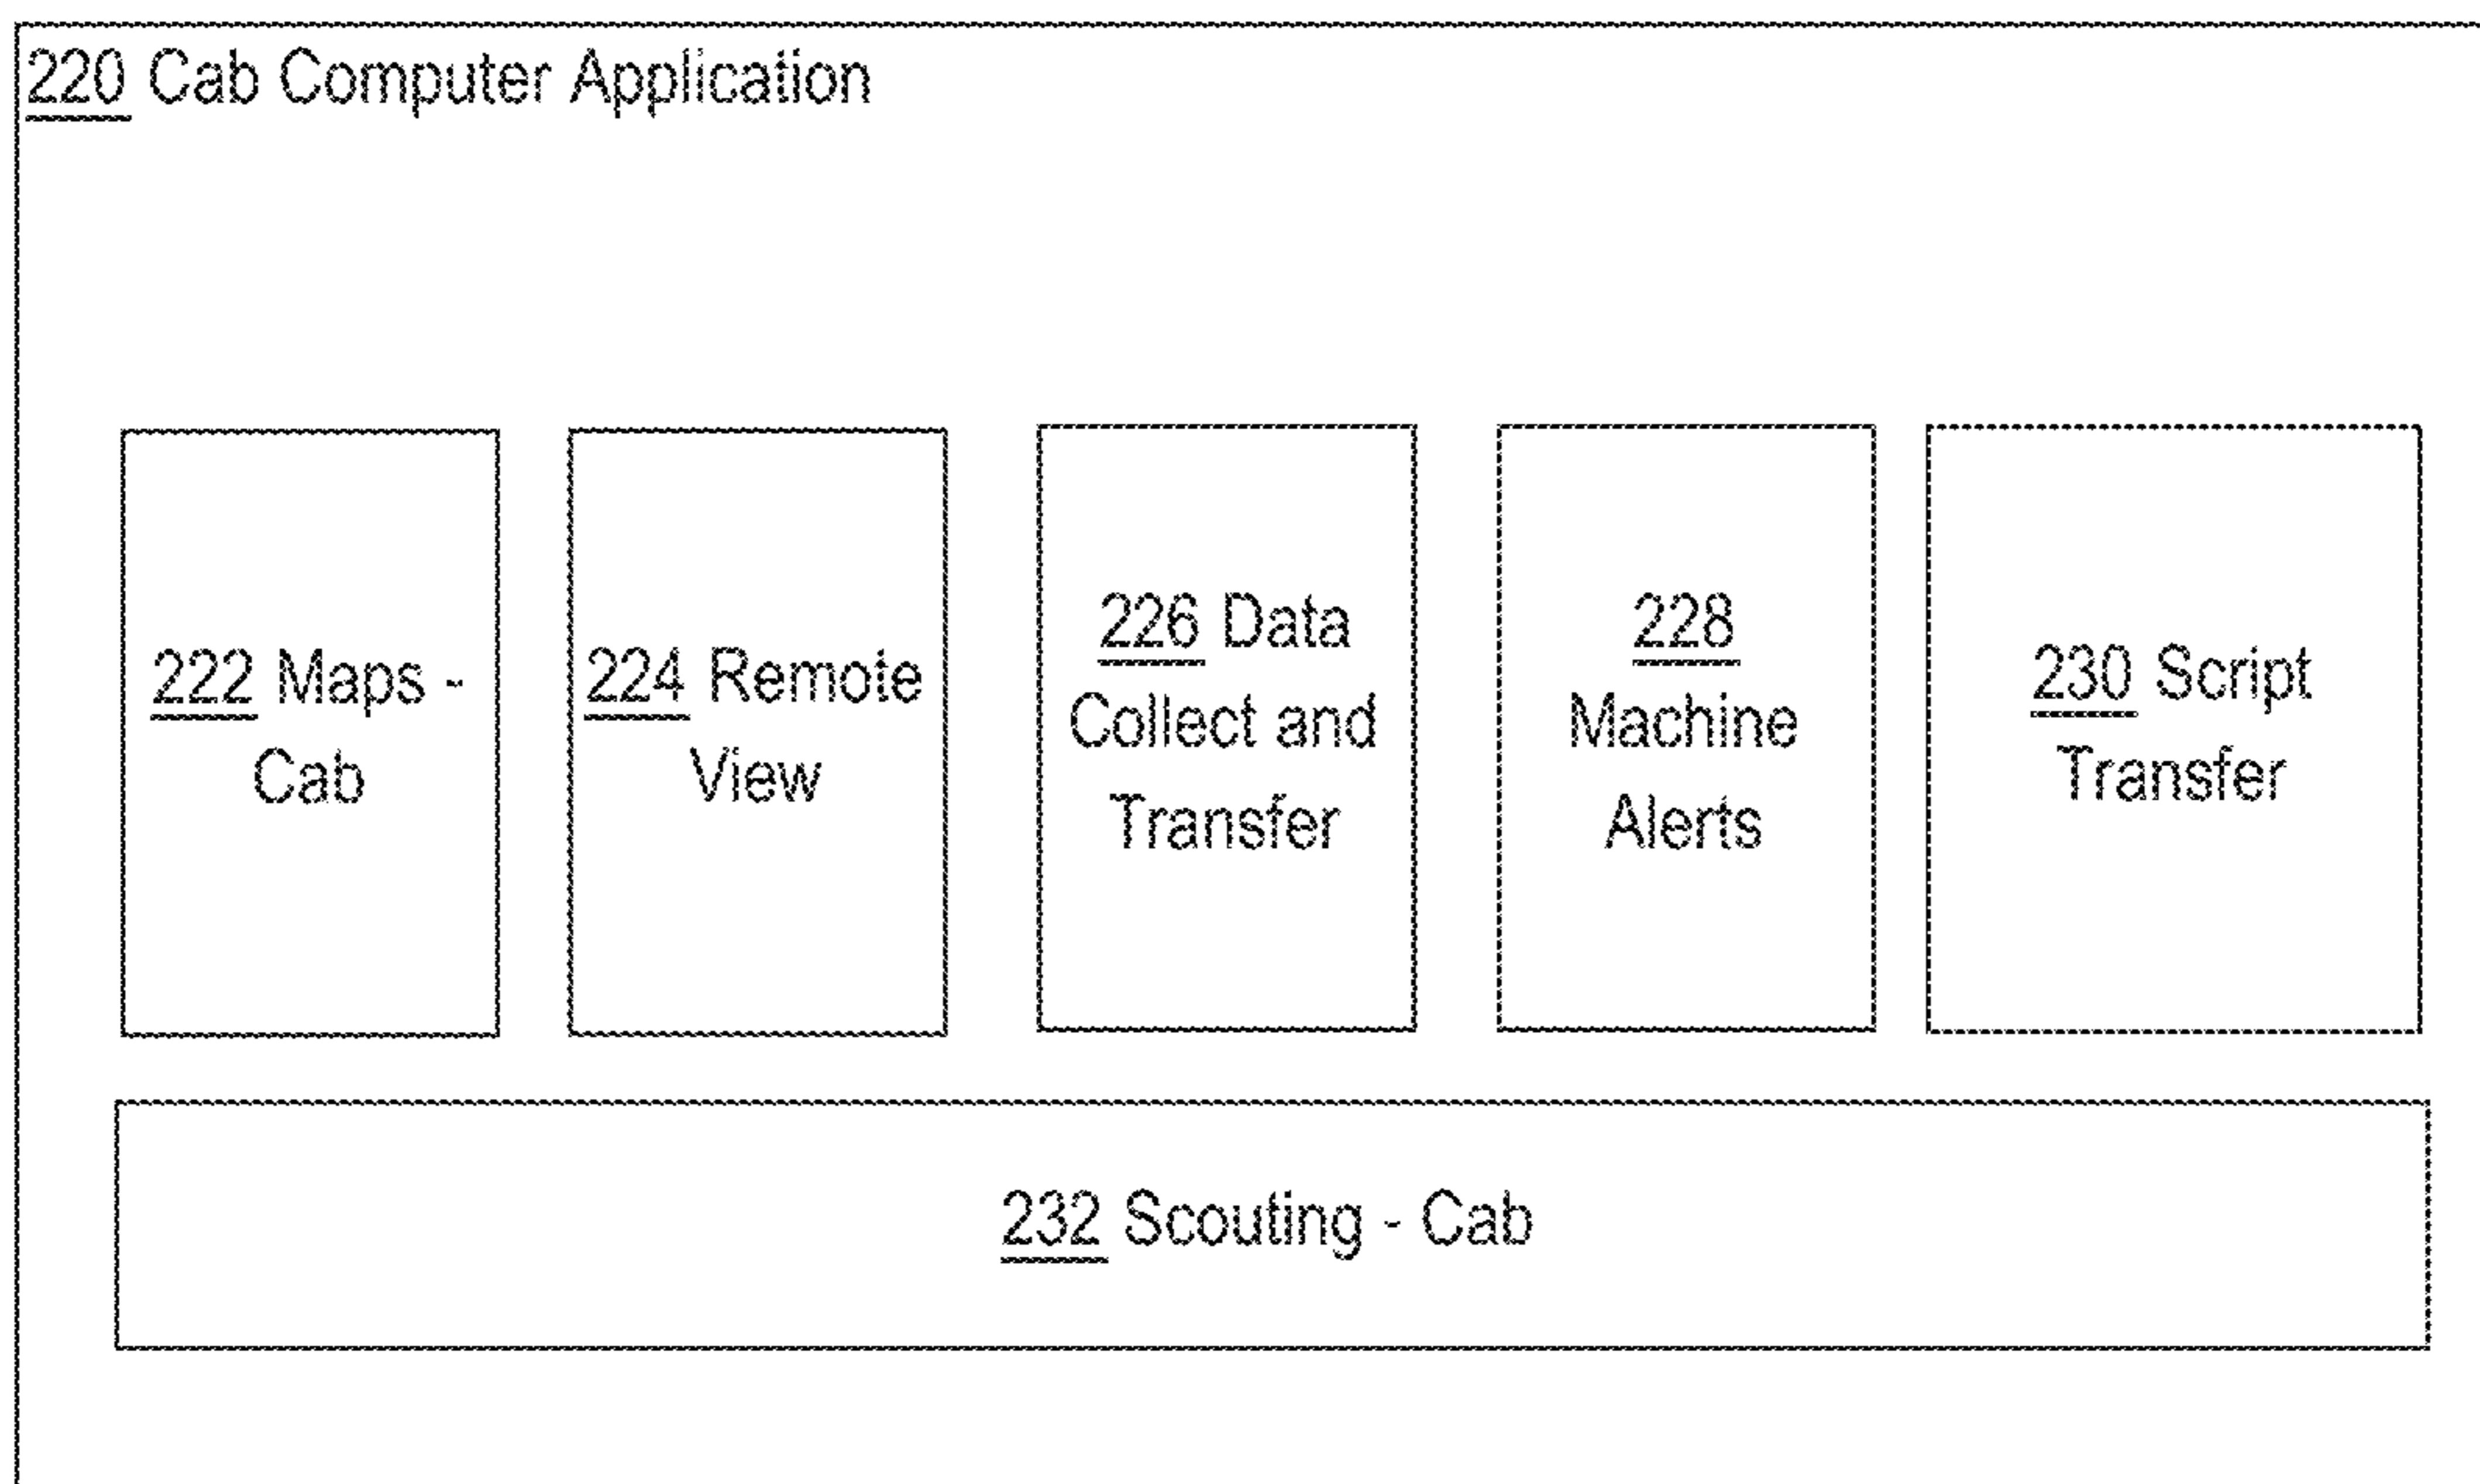 220 Cab Computer Application
222 Maps -
Cab
224 Remote
View
226 Data
Collect and
Transfer
228
Machine
Alerts
230 Script
Transfer
232 Scouting - Cab